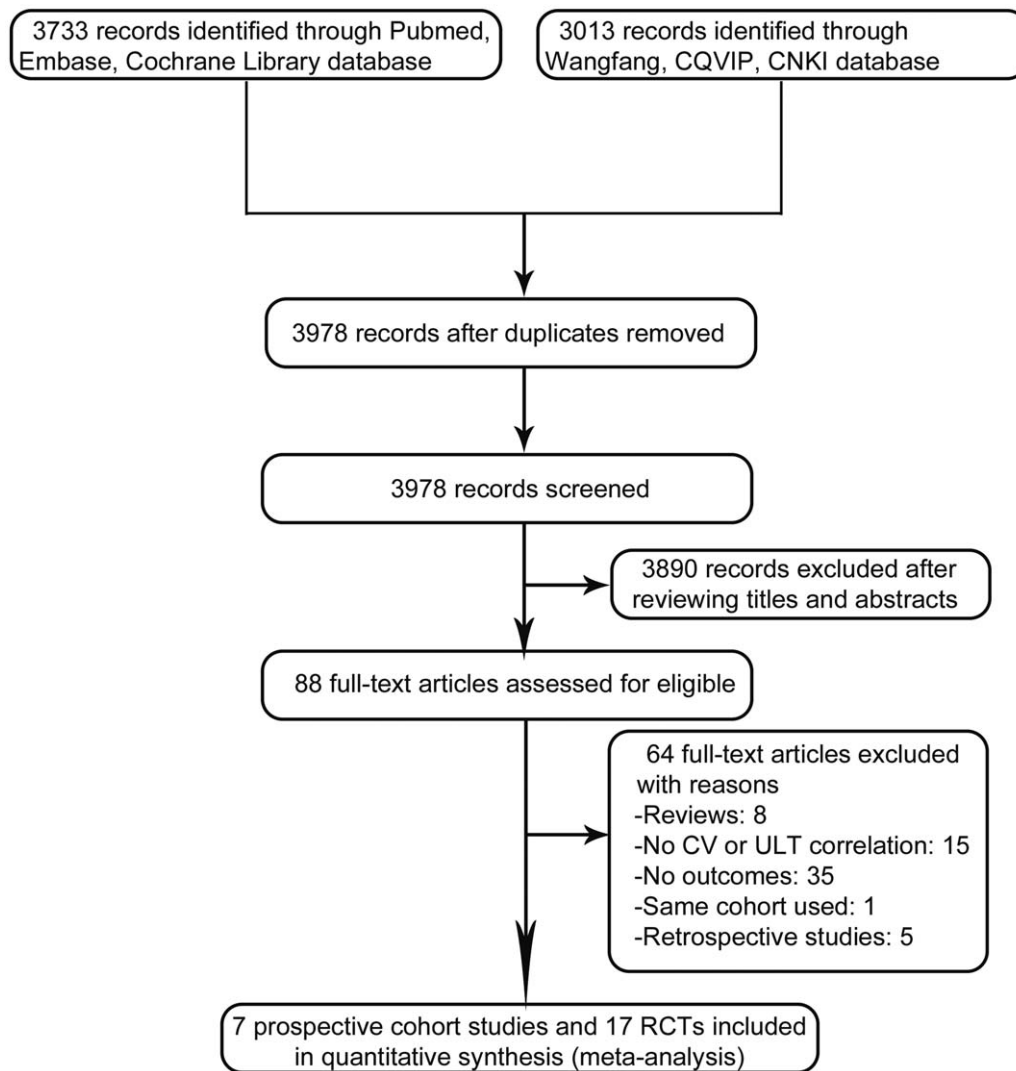 3733 records identified through Pubmed,
Embase, Cochrane Library database
3013 records identified through
Wangfang, CQVIP, CNKI database
3978 records after duplicates removed
3978 records screened
3890 records excluded after
reviewing titles and abstracts
88 full-text articles assessed for eligible
64 full-text articles excluded
with reasons
-Reviews: 8
-No CV or ULT correlation: 15
-No outcomes: 35
-Same cohort used: 1
-Retrospective studies: 5
7 prospective cohort studies and 17 RCTs included
in quantitative synthesis (meta-analysis)